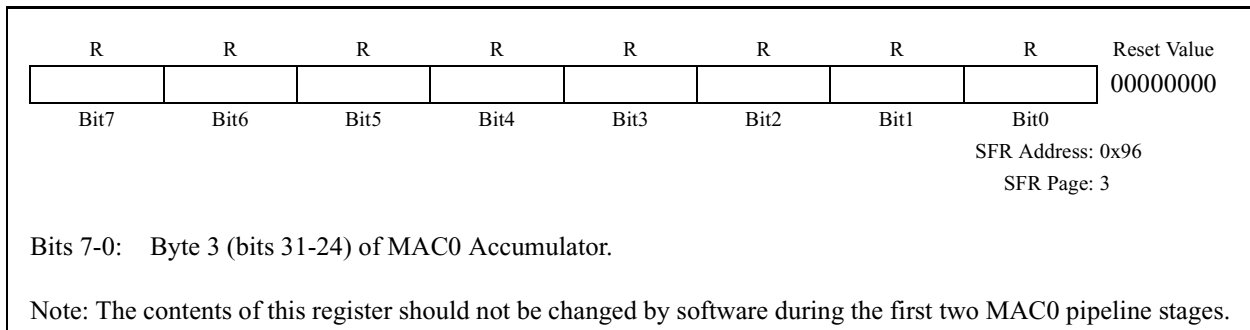 R R R R R R R R Reset Value
00000000
Bit7 Bit6 Bit5 Bit4 Bit3 Bit2 Bit1 Bit0
SFR Address: 0x96
SFR Page: 3
Bits 7-0: Byte 3 (bits 31-24) of MAC0 Accumulator.
Note: The contents of this register should not be changed by software during the first two MAC0 pipeline stages.